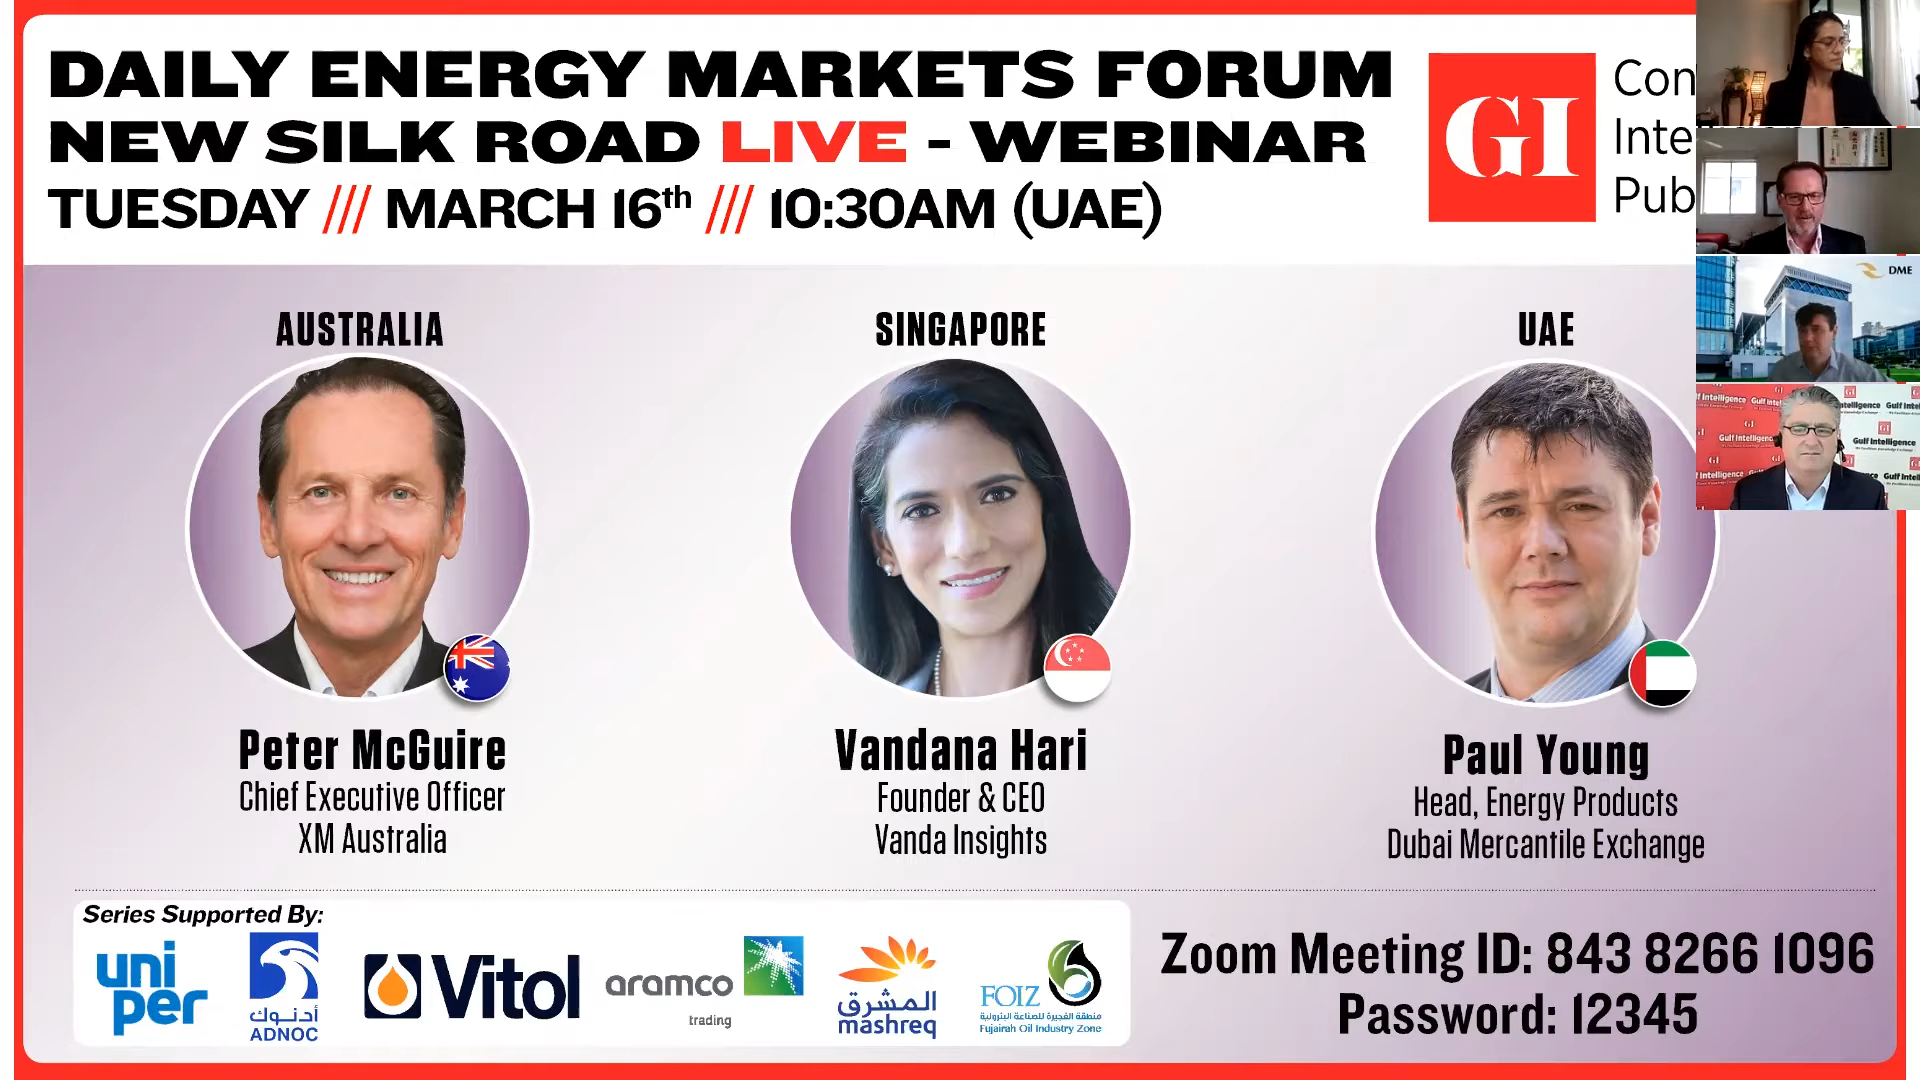 DAILY ENERGY MARKETS FORUM
NEW SILK ROAD LIVE - WEBINAR
TUESDAY /// MARCH 16th /// 10:30AM (UAE)
GI
Con
Inte
Pub
DME
Gulf Intelligence
AUSTRALIA
SINGAPORE
UAE
Peter McGuire
Chief Executive Officer
XM Australia
Vandana Hari
Founder & CEO
Vanda Insights
Paul Young
Head, Energy Products
Dubai Mercantile Exchange
Series Supported By:
uni
per
أدنوك
ADNOC
Vitol
aramco
trading
المشرق
mashreq
FOIZ
منطقة الفجيرة للصناعة البترولية
Fujairah Oil Industry Zone
Zoom Meeting ID: 843 8266 1096
Password: 12345